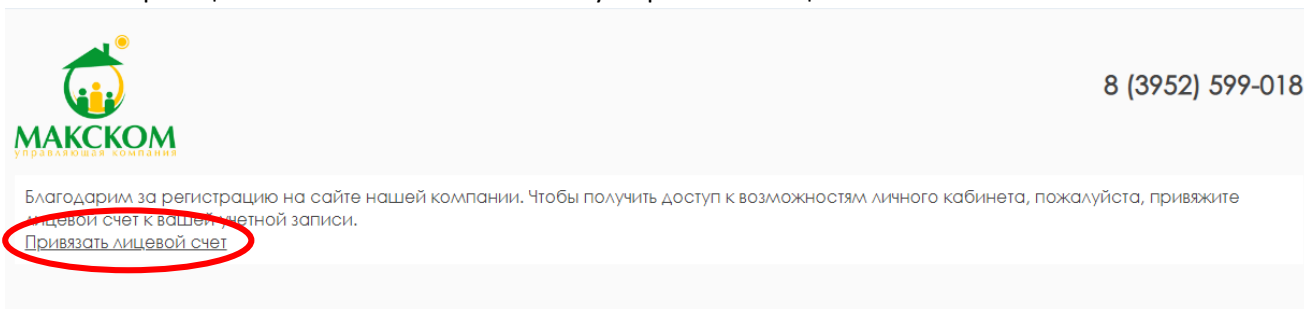 МАКСКОМ
управляющая компания
8 (3952) 599-018
Благодарим за регистрацию на сайте нашей компании. Чтобы получить доступ к возможностям личного кабинета, пожалуйста, привяжите
лицевой счет к вашей учетной записи.
Привязать лицевой счет